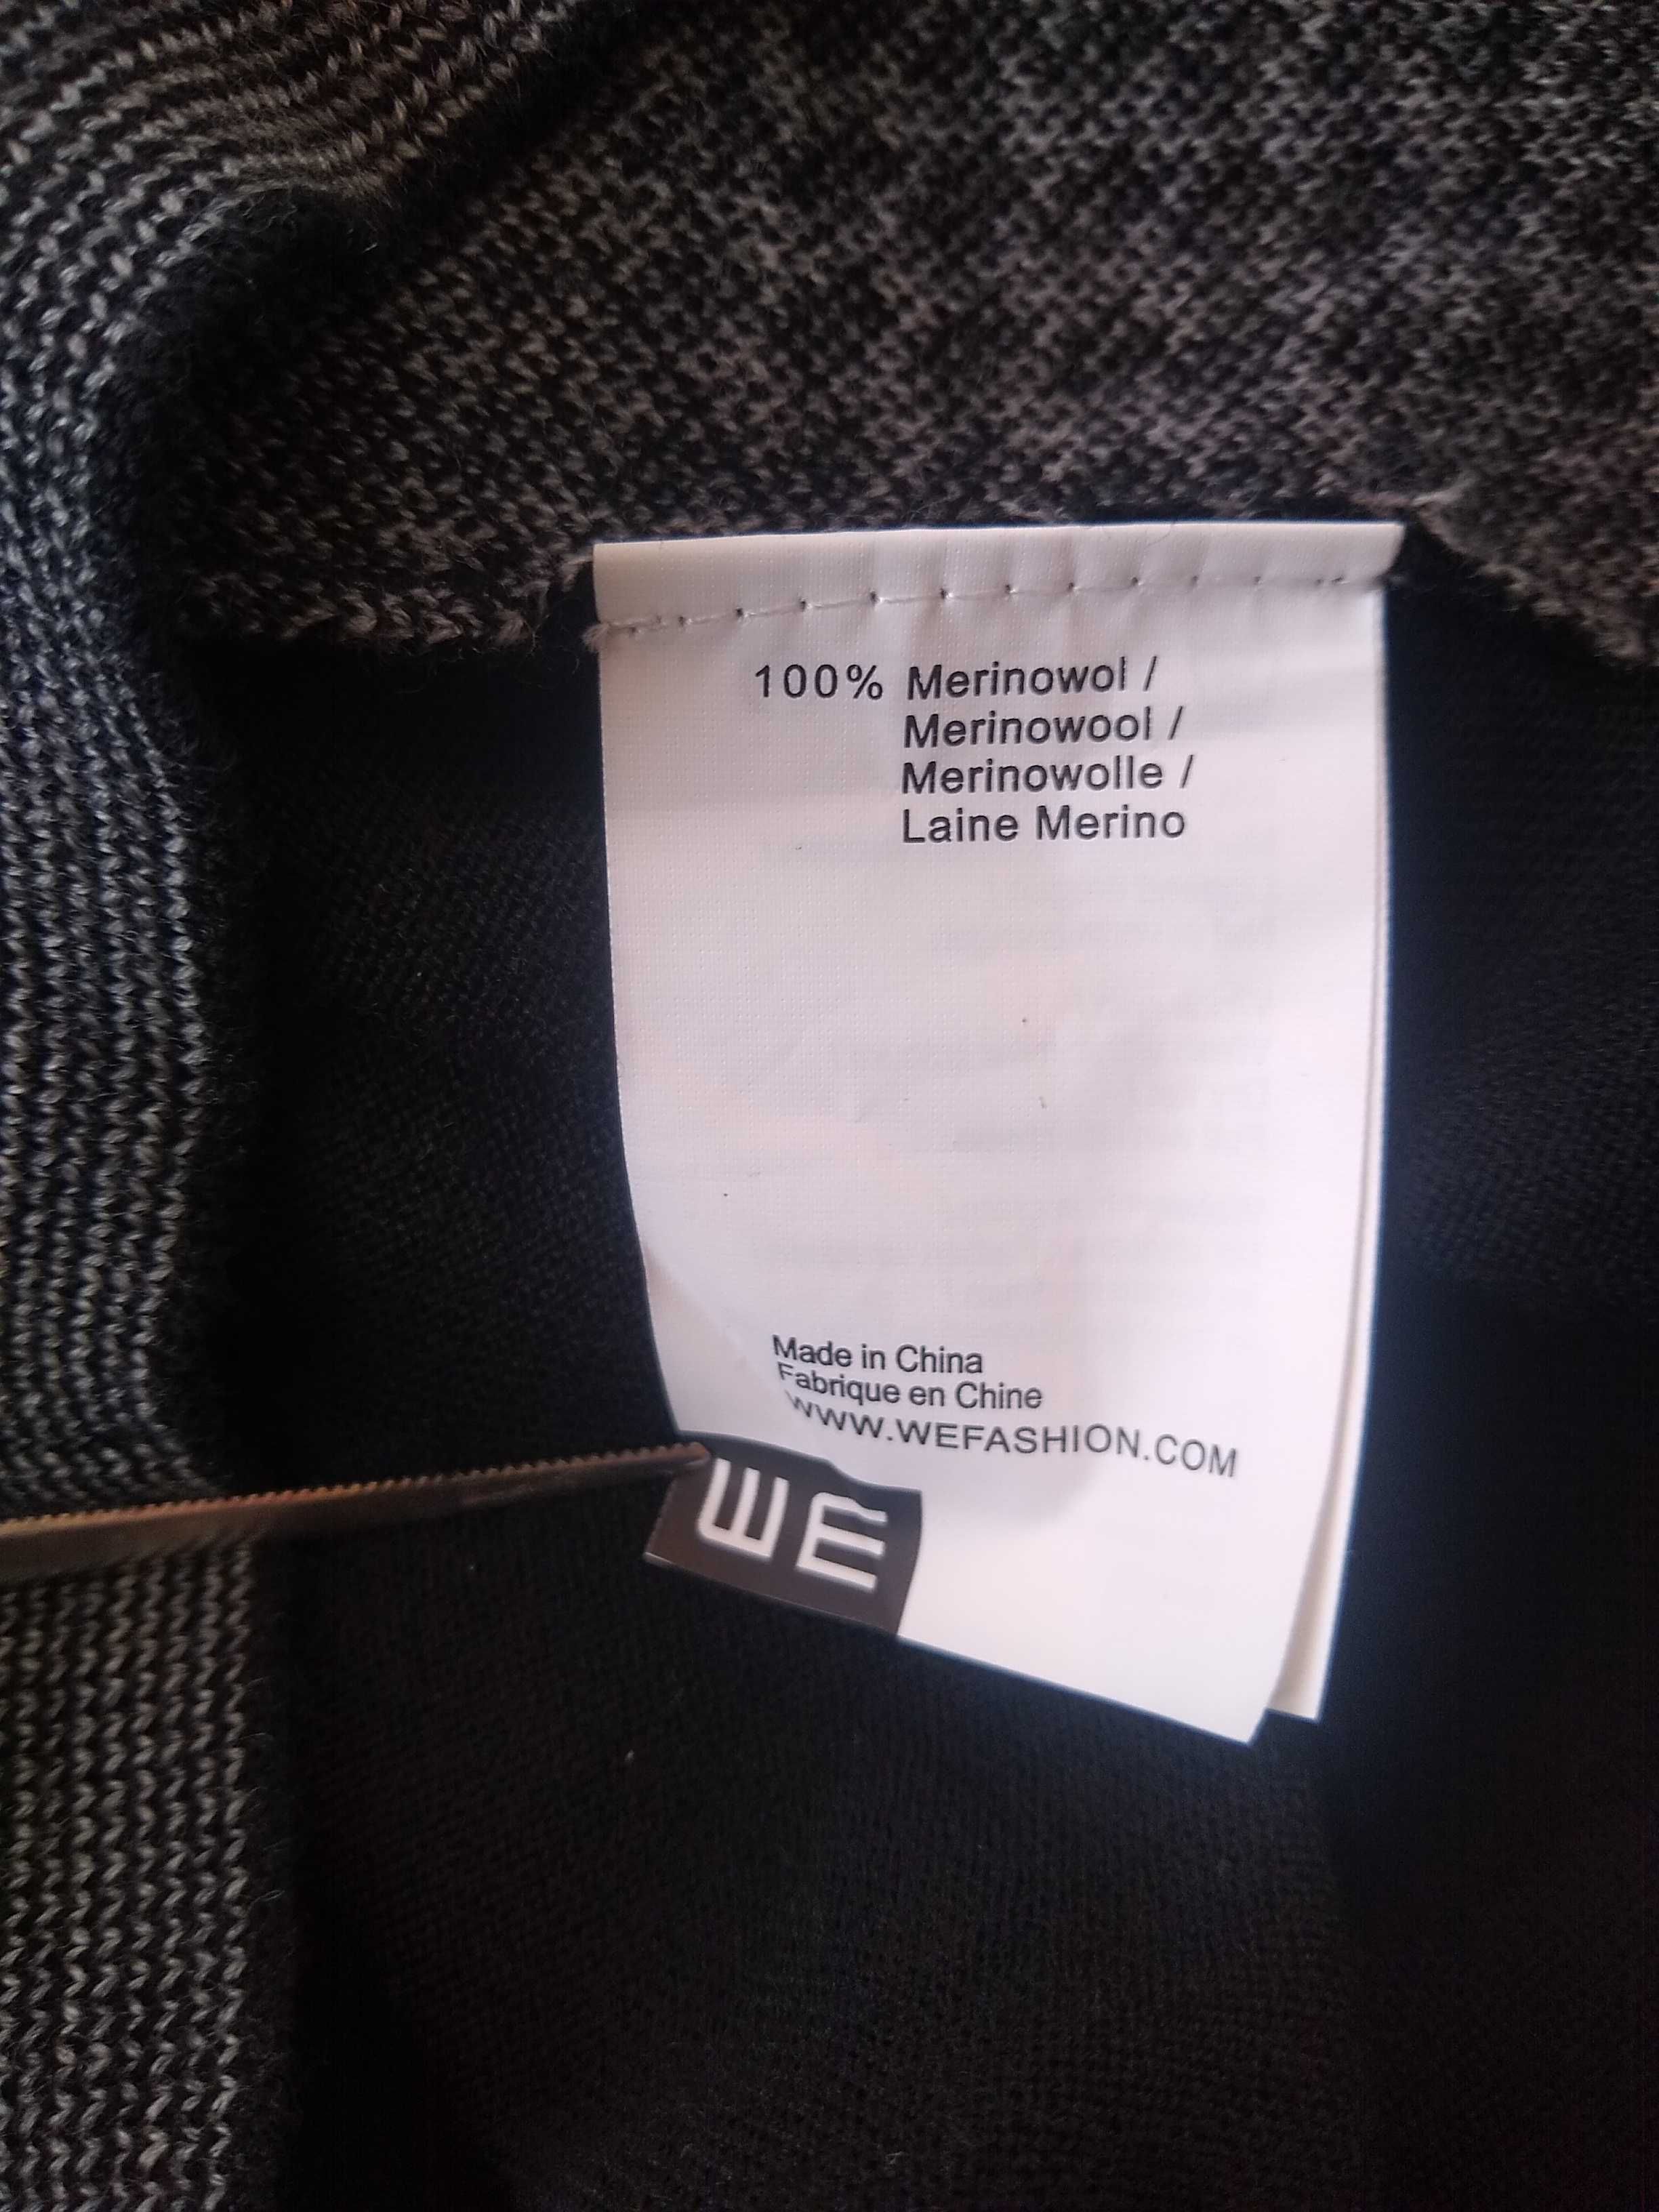 100% Merinowol /
Merinowool /
Merinowolle /
Laine Merino
Made in China
Fabrique en Chine
WWW.WEFASHION.COM
WE